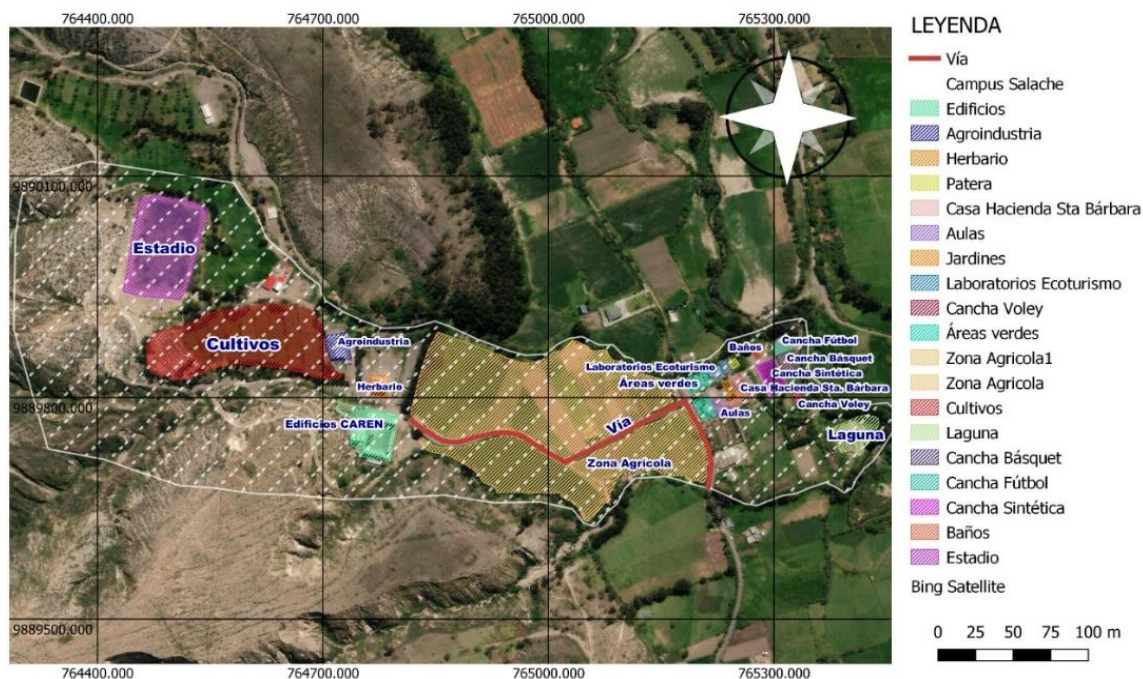 764400.000 764700.000 765000.000 765300.000
9890100.000
9889800.000
9889500.000
764400.000 764700.000 765000.000 765300.000
Estadio
Cultivos
Agroindustria
Herbario
Edificios CAREN
Baños
Cancha Fútbol
Cancha Básquet
Laboratorios Ecoturismo
Cancha Sintética
Áreas verdes
Casa Hacienda Sta. Bárbara
Cancha Voley
Aulas
Vía
Laguna
Zona Agrícola
LEYENDA
Vía
Campus Salache
Edificios
Agroindustria
Herbario
Patera
Casa Hacienda Sta Bárbara
Aulas
Jardines
Laboratorios Ecoturismo
Cancha Voley
Áreas verdes
Zona Agricola1
Zona Agricola
Cultivos
Laguna
Cancha Básquet
Cancha Fútbol
Cancha Sintética
Baños
Estadio
Bing Satellite
0 25 50 75 100 m